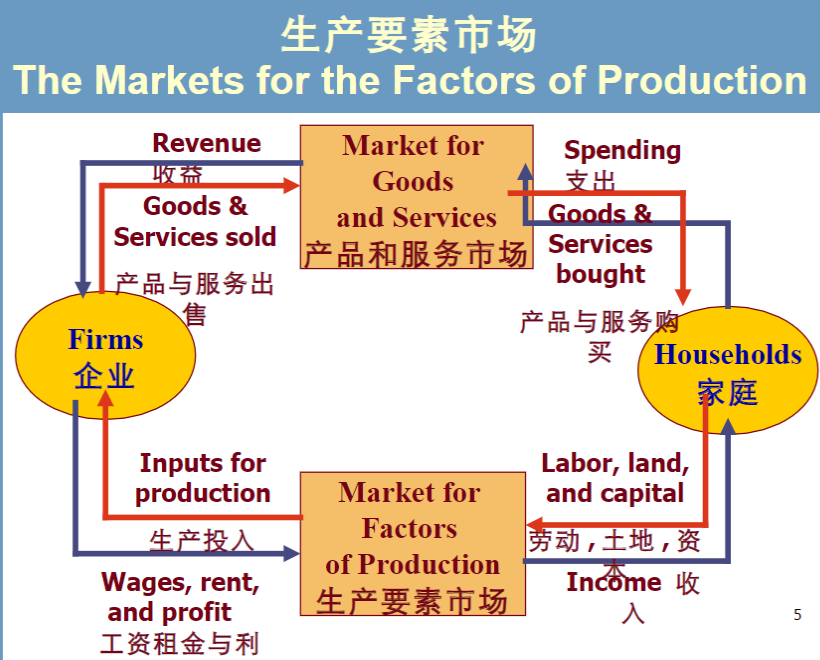 生产要素市场
The Markets for the Factors of Production
Revenue
收益
Goods &
Services sold
产品与服务出
售
Market for
Goods
and Services
产品和服务市场
Spending
支出
Goods &
Services
bought
产品与服务购
买
Firms
企业
Households
家庭
Inputs for
production
生产投入
Wages, rent,
and profit
工资租金与利
Market for
Factors
of Production
生产要素市场
Labor, land,
and capital
劳动,土地,资
本
Income 收
入
5